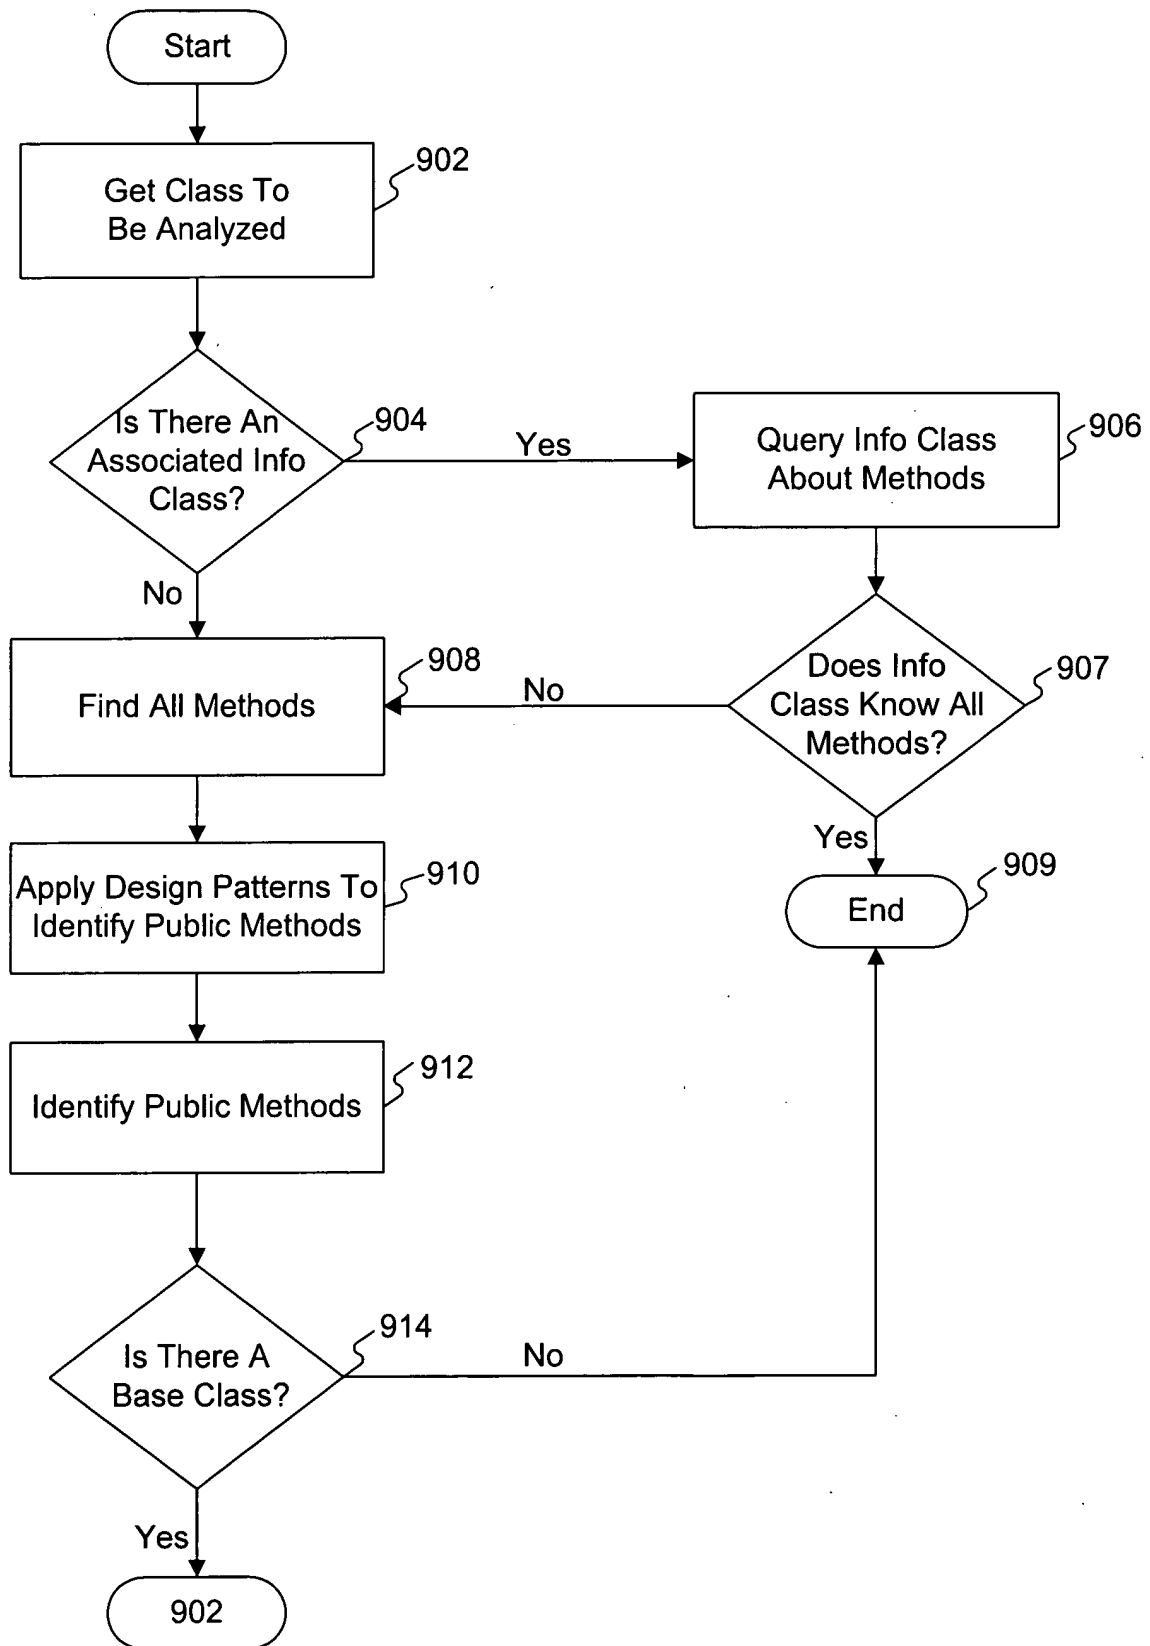 Start
Get Class To
Be Analyzed
902
Is There An
Associated Info
Class?
904
Yes
Query Info Class
About Methods
906
No
Find All Methods
908
No
Does Info
Class Know All
Methods?
907
Yes
End
909
Apply Design Patterns To
Identify Public Methods
910
Identify Public Methods
912
Is There A
Base Class?
914
No
Yes
902